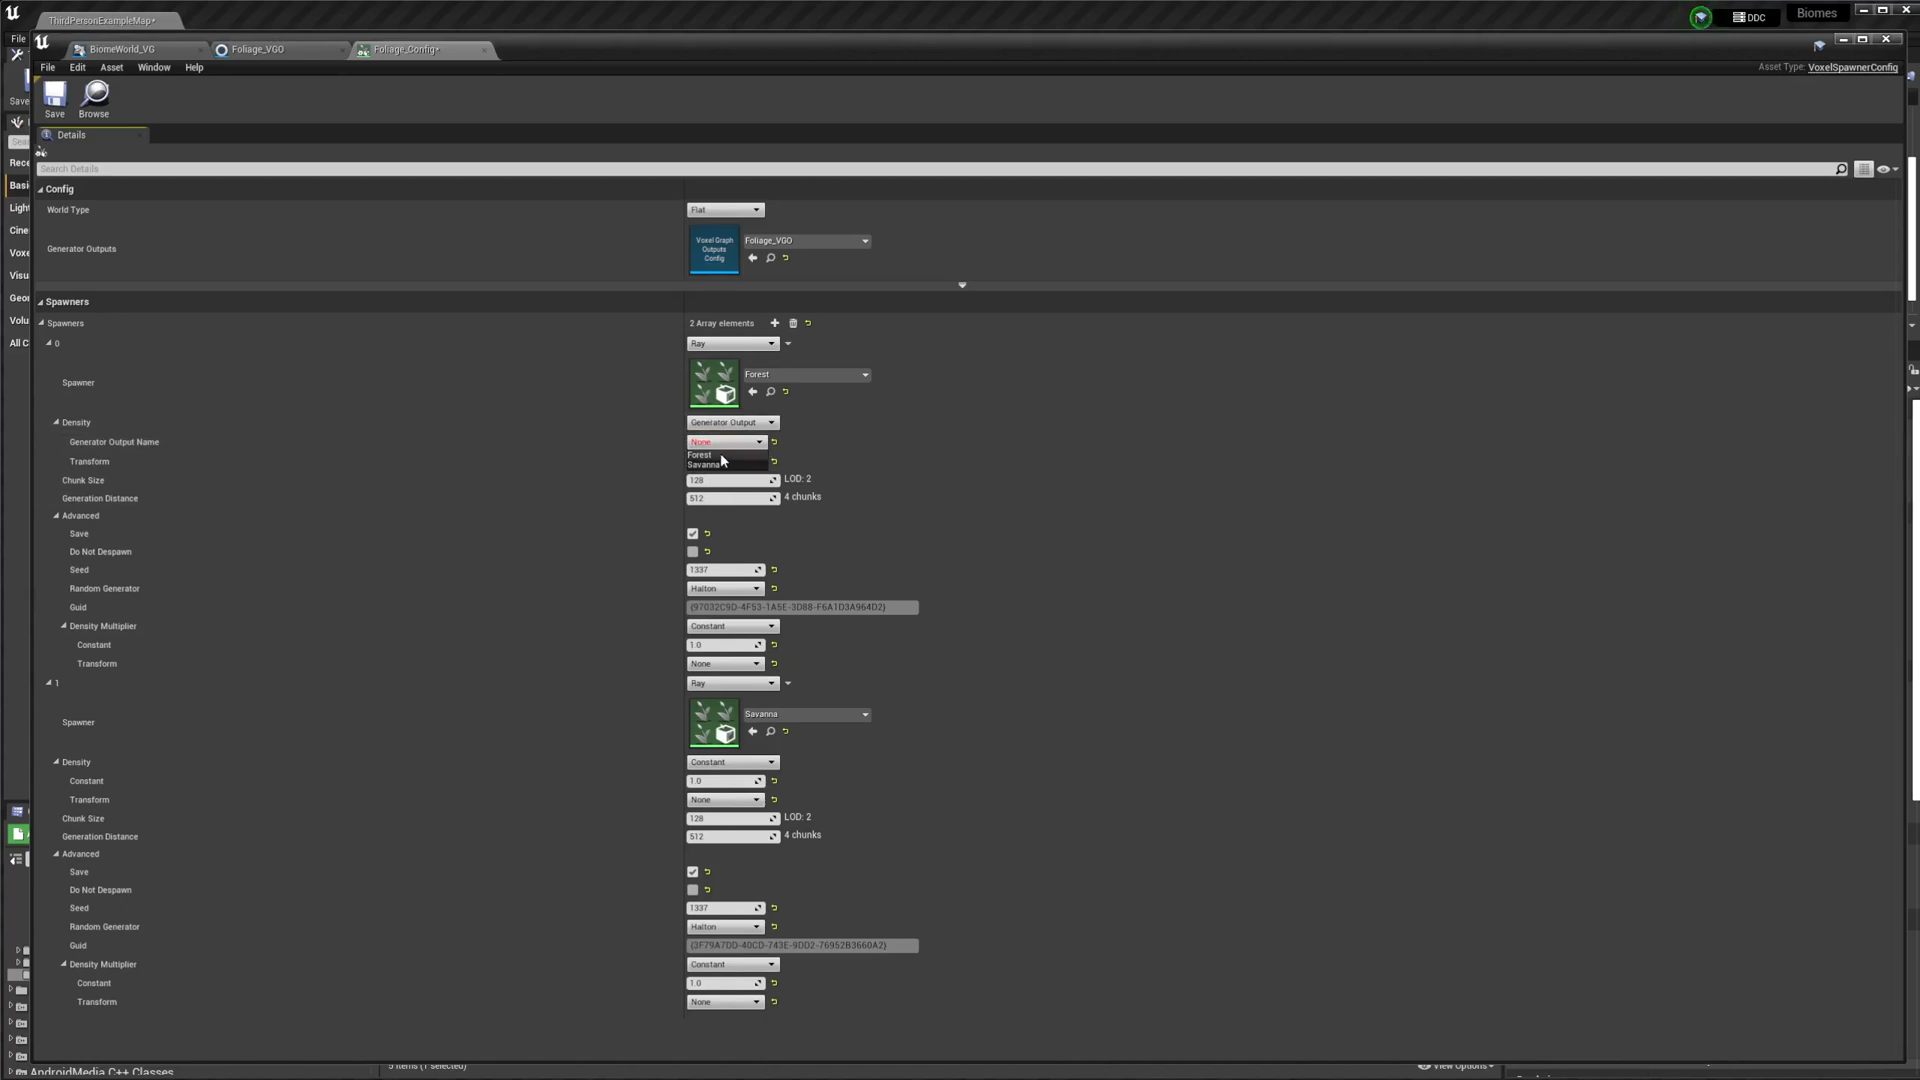 ThirdPersonExampleMap*
DDC
Biomes
File
BiomeWorld_VG
Foliage_VGO
Foliage_Config*
File Edit Asset Window Help
Asset Type: VoxelSpawnerConfig
Save Browse
Details
Search Details
Config
World Type
Flat
Generator Outputs
Voxel Graph
Outputs
Config
Foliage_VGO
Spawners
Spawners
2 Array elements
0
Ray
Spawner
Forest
Density
Generator Output
Generator Output Name
None
Forest
Savanna
Transform
Chunk Size
128
LOD: 2
Generation Distance
512
4 chunks
Advanced
Save
Do Not Despawn
Seed
1337
Random Generator
Halton
Guid
{97032C9D-4F53-1A5E-3D88-F6A1D3A964D2}
Density Multiplier
Constant
Constant
1.0
Transform
None
1
Ray
Spawner
Savanna
Density
Constant
Constant
1.0
Transform
None
Chunk Size
128
LOD: 2
Generation Distance
512
4 chunks
Advanced
Save
Do Not Despawn
Seed
1337
Random Generator
Halton
Guid
{3F79A7DD-40CD-743E-9DD2-76952B3660A2}
Density Multiplier
Constant
Constant
1.0
Transform
None
AndroidMedia C++ Classes
5 items (1 selected)
View Options